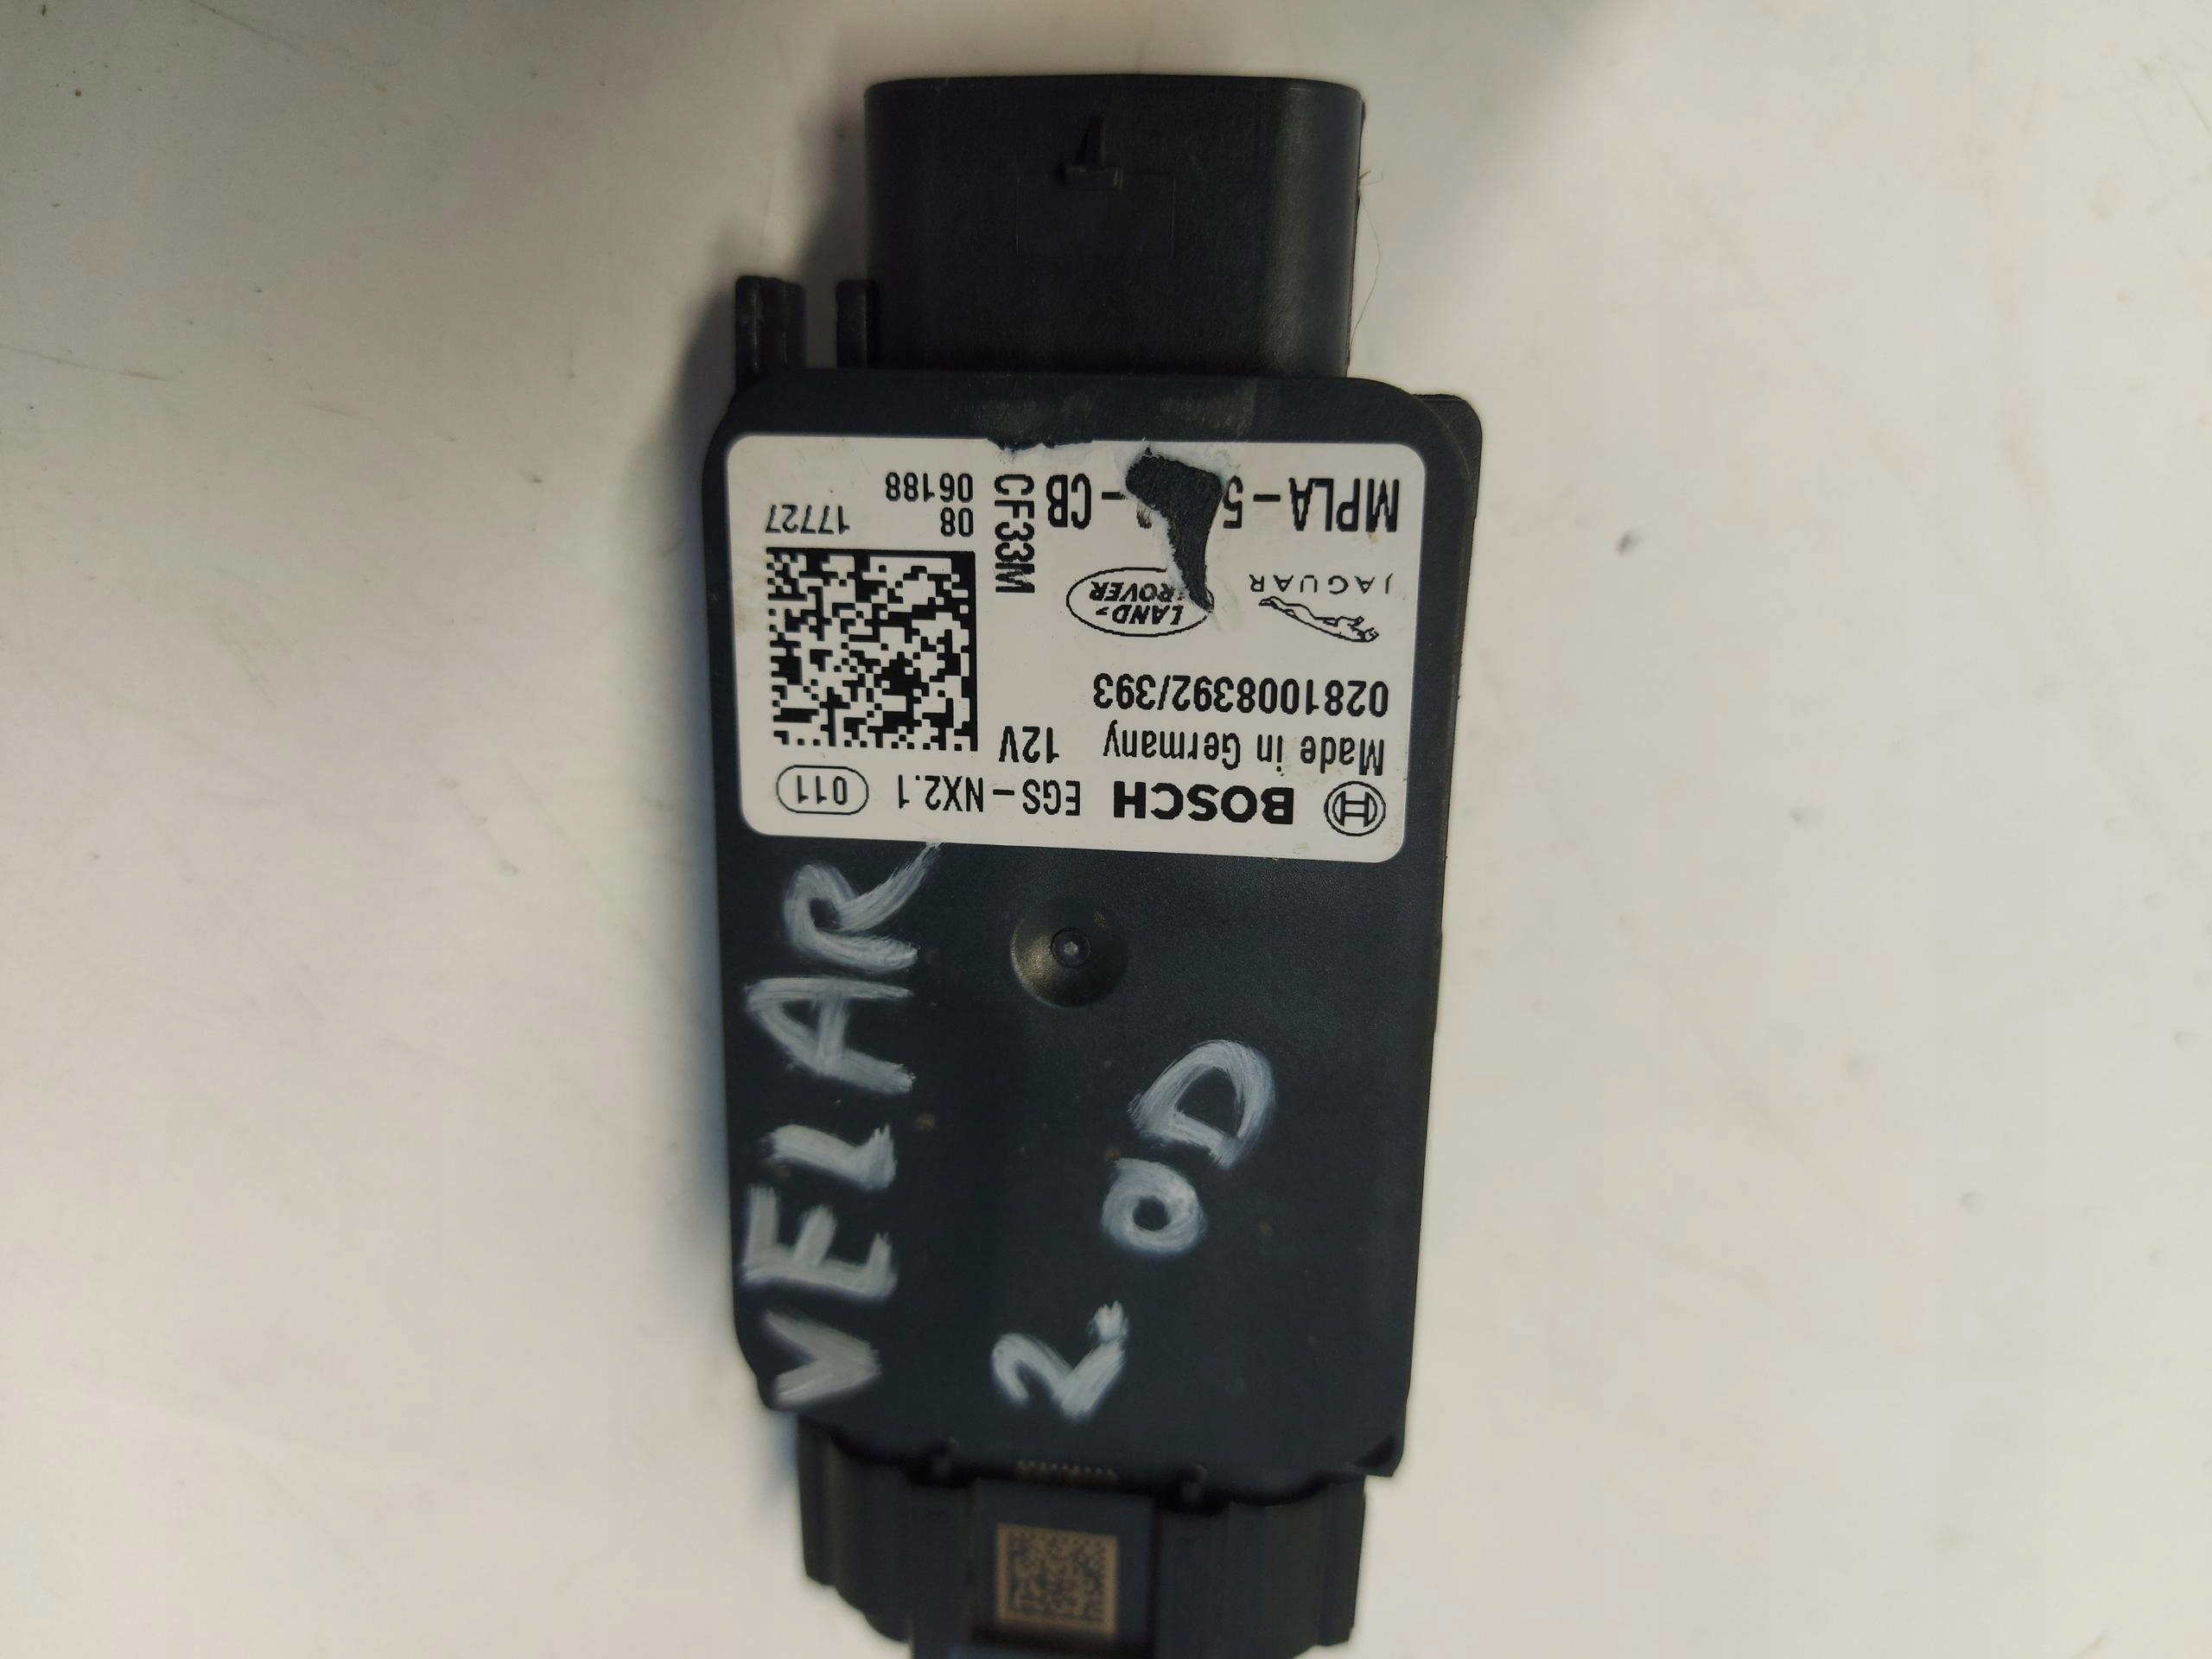 BOSCH EGS-NX2.1 011
Made in Germany 12V
0281008392/393
JAGUAR
LAND ROVER
CF33M
MPLA-5 -CB
08
06188
17727
VELAR
2.0D